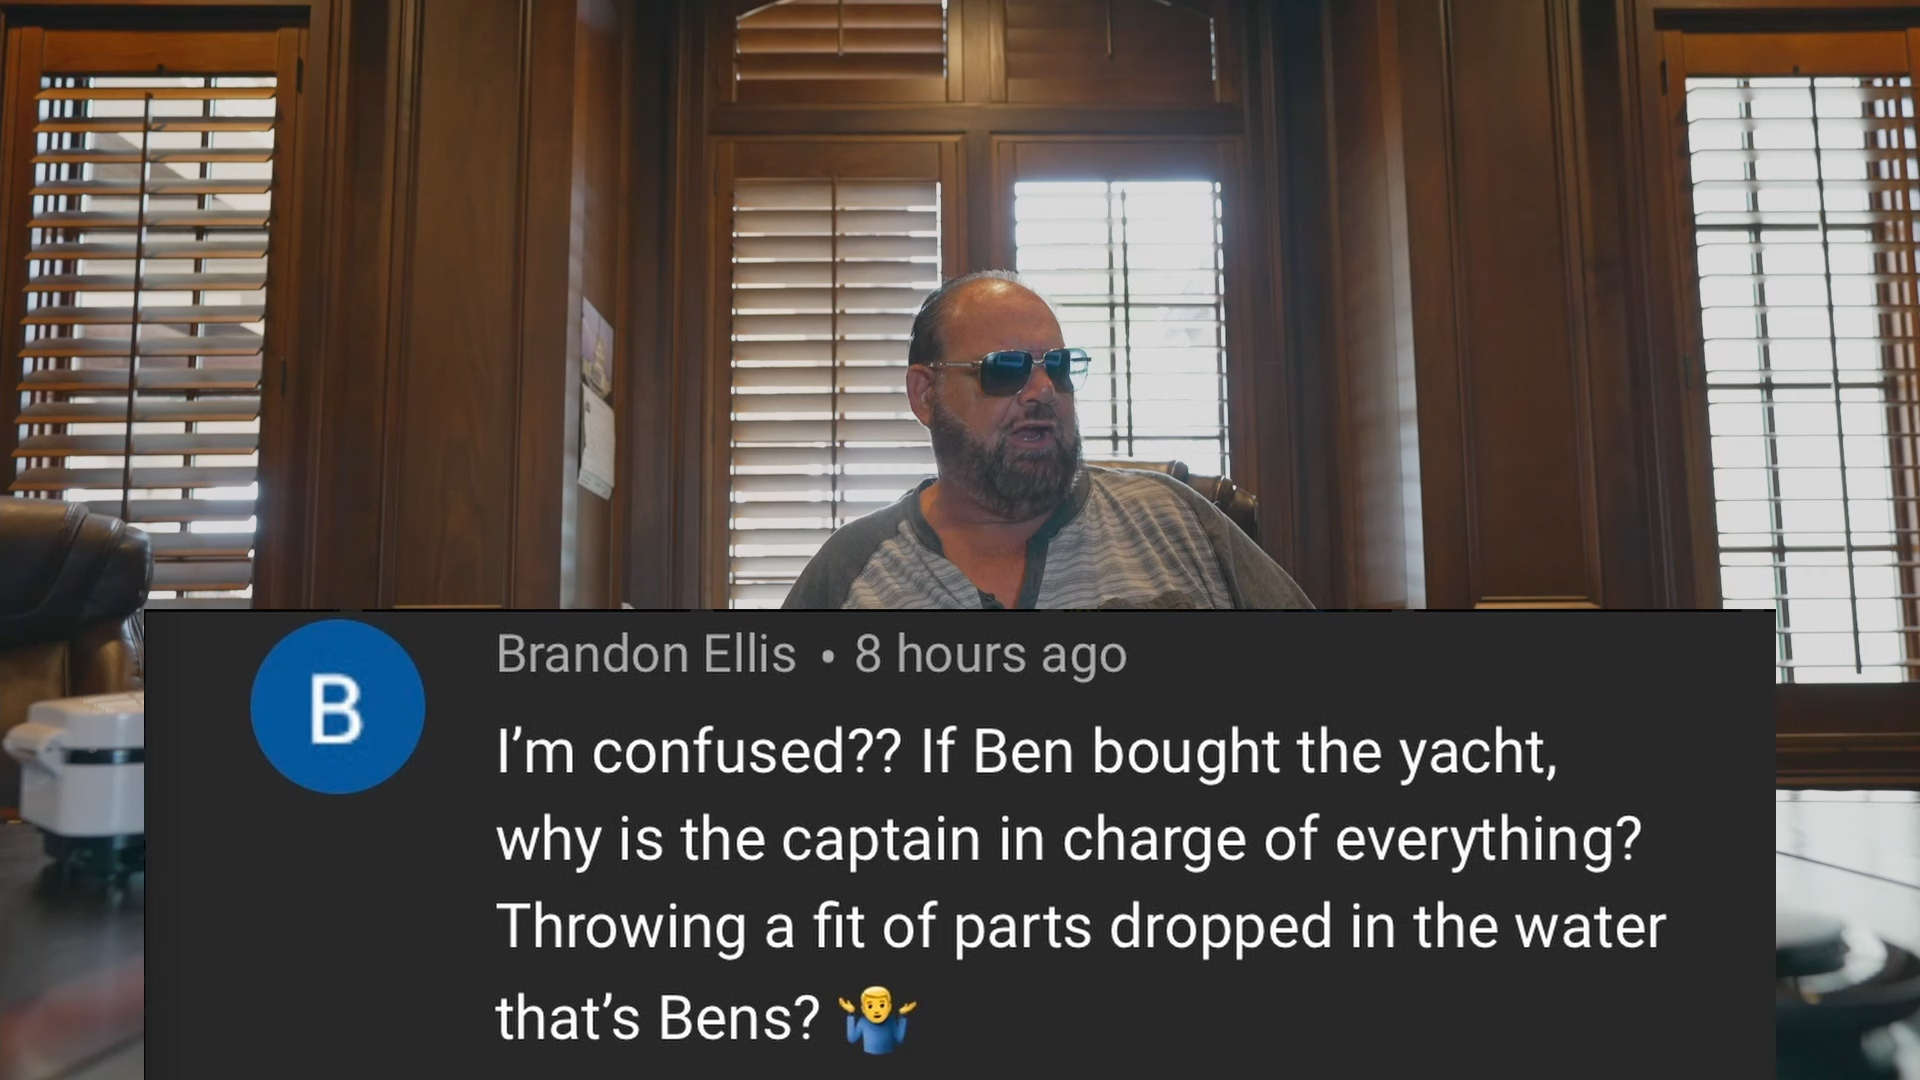 B
Brandon Ellis • 8 hours ago
I’m confused?? If Ben bought the yacht,
why is the captain in charge of everything?
Throwing a fit of parts dropped in the water
that’s Bens? 🤷‍♂️